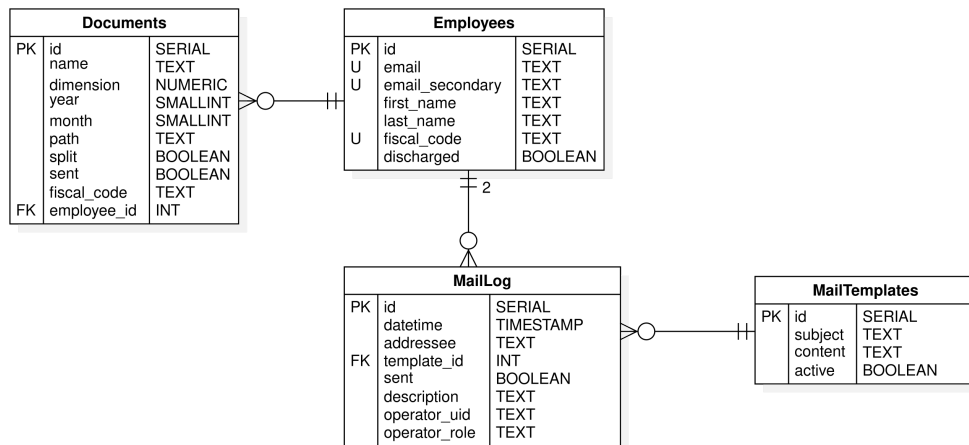 Documents
PK id SERIAL
name TEXT
dimension NUMERIC
year SMALLINT
month SMALLINT
path TEXT
split BOOLEAN
sent BOOLEAN
fiscal_code TEXT
FK employee_id INT
Employees
PK id SERIAL
U email TEXT
U email_secondary TEXT
first_name TEXT
last_name TEXT
U fiscal_code TEXT
discharged BOOLEAN
2
MailLog
PK id SERIAL
datetime TIMESTAMP
addressee TEXT
FK template_id INT
sent BOOLEAN
description TEXT
operator_uid TEXT
operator_role TEXT
MailTemplates
PK id SERIAL
subject TEXT
content TEXT
active BOOLEAN